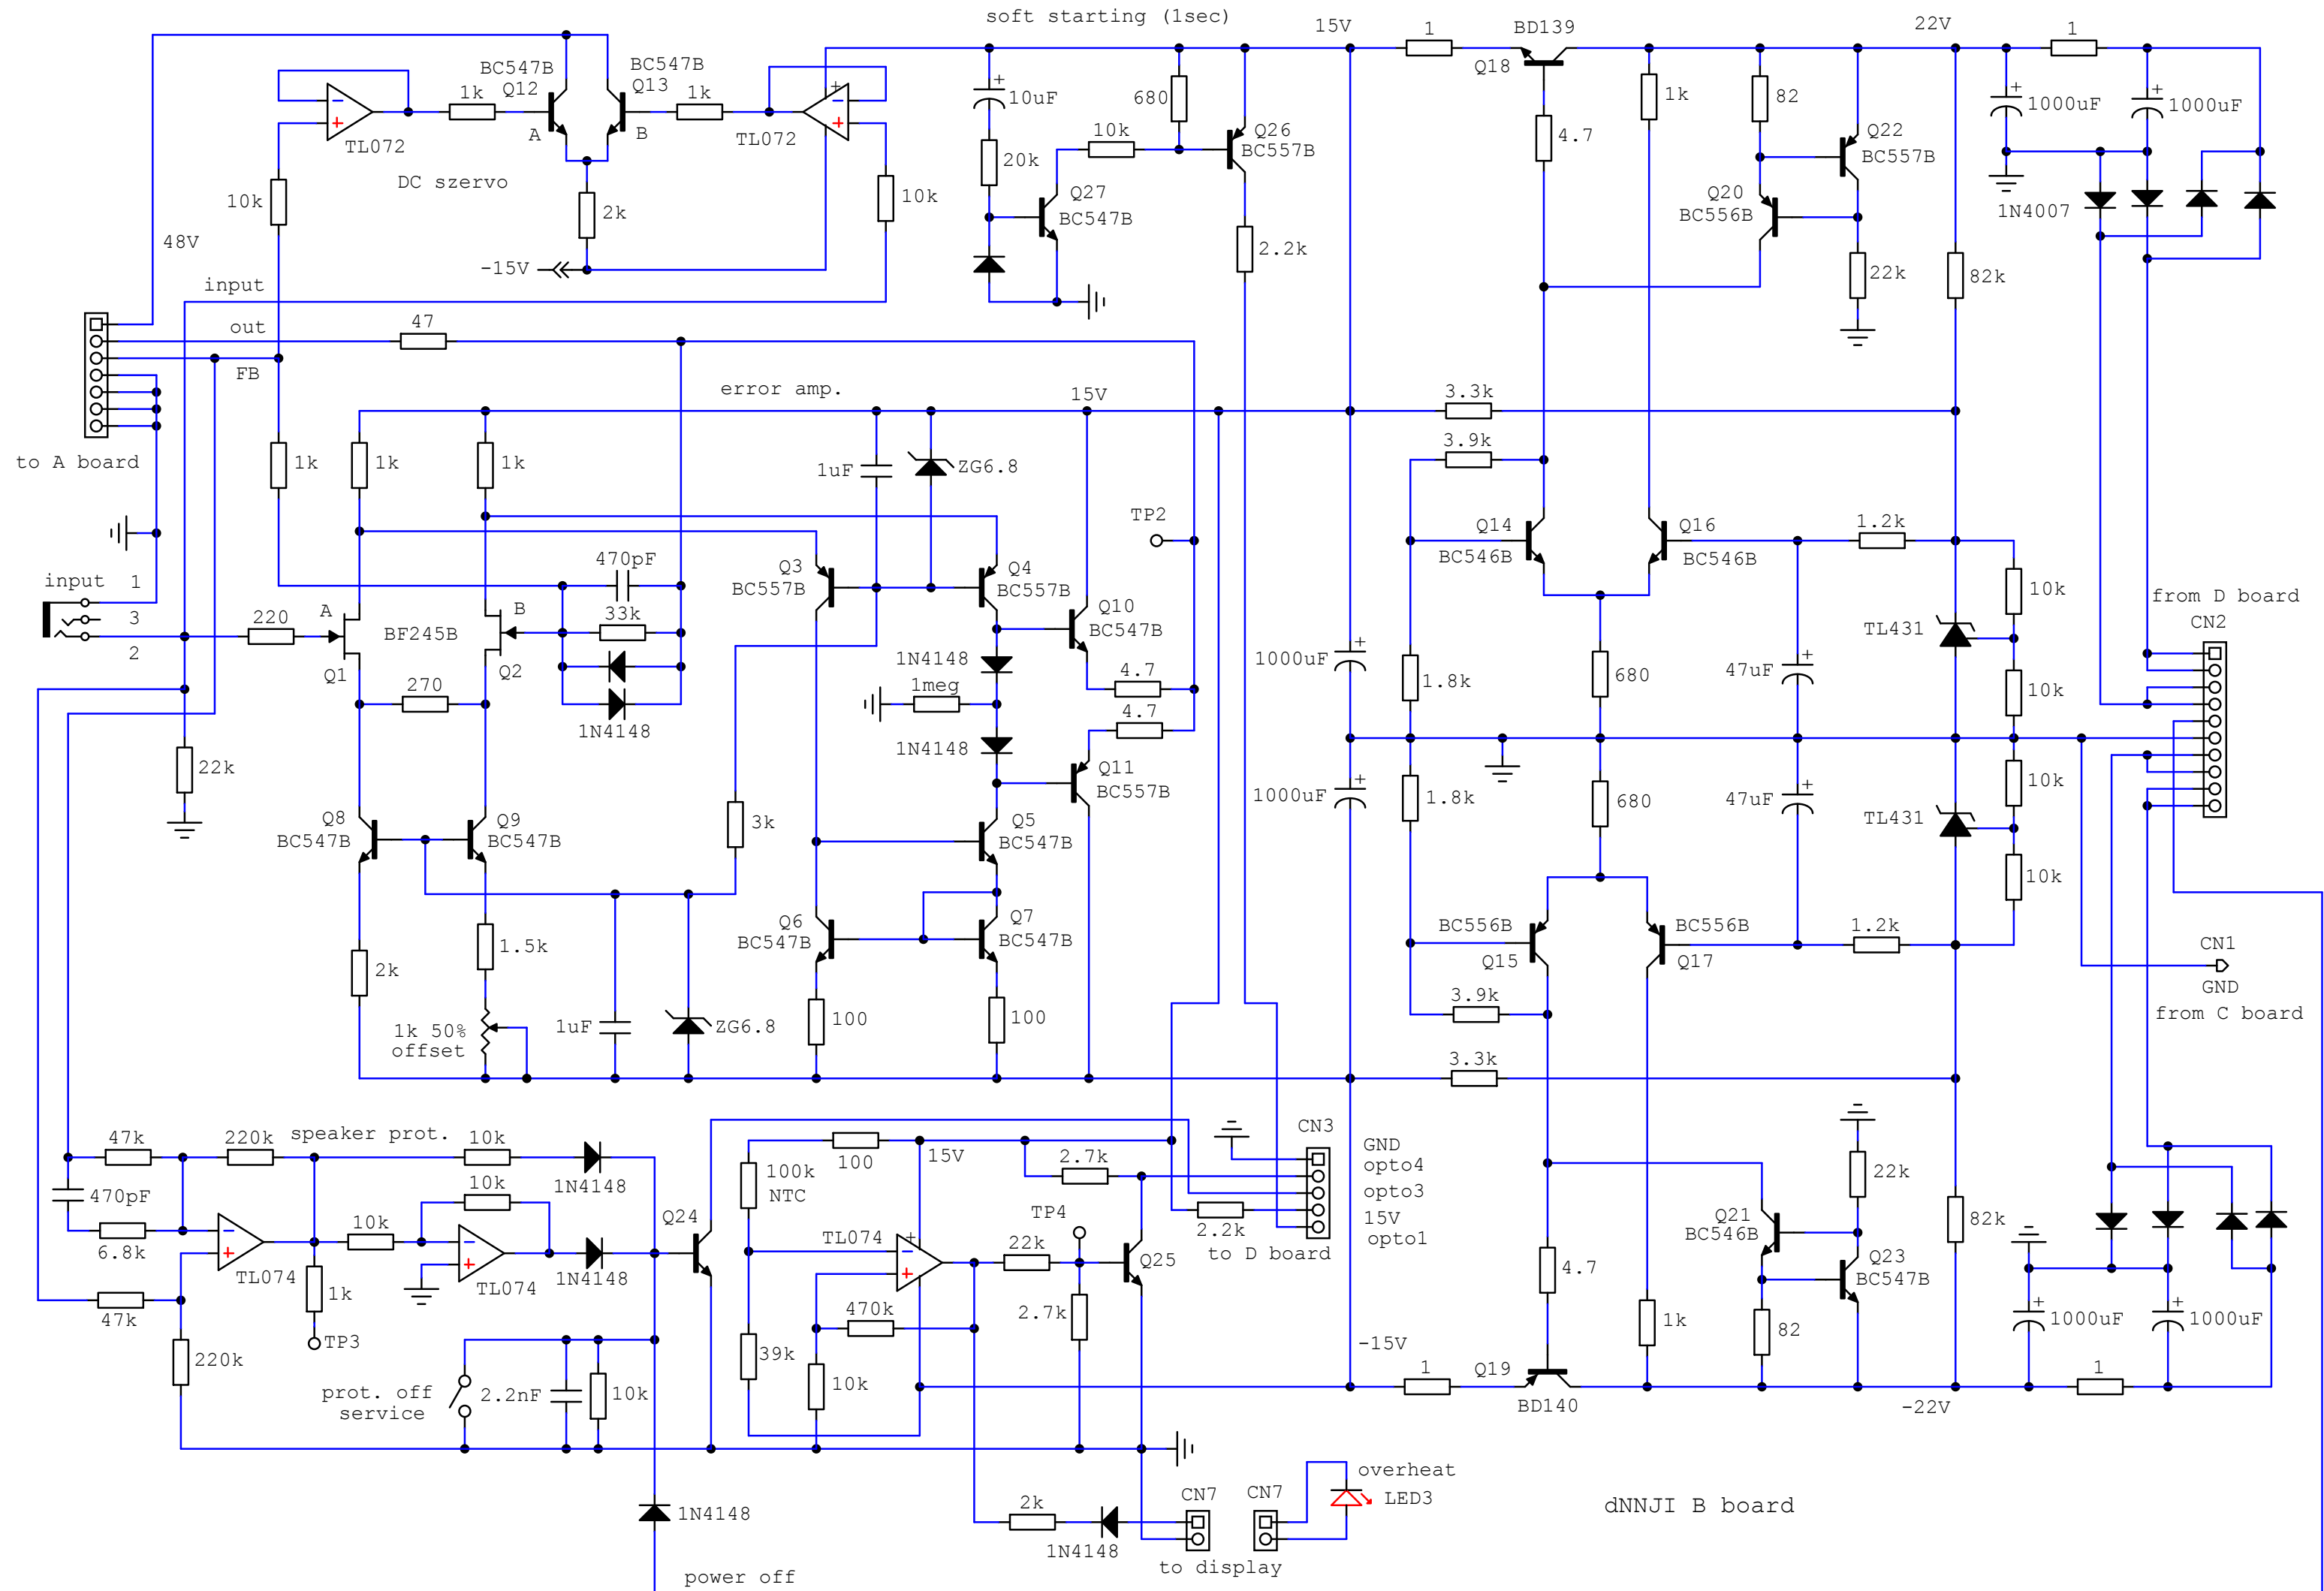 soft starting (1sec)
15V
1
BD139
22V
1
Q18
BC547B
Q12
BC547B
Q13
1k
1k
A
B
- +
TL072
+ - +
TL072
DC szervo
10k
2k
10k
-15V
48V
+
10uF
20k
680
10k
Q26
BC557B
Q27
BC547B
2.2k
4.7
1k
82
Q22
BC557B
Q20
BC556B
22k
82k
+
1000uF
+
1000uF
1N4007
input
out
47
FB
to A board
error amp.
15V
3.3k
3.9k
1k
1k
1k
1uF
ZG6.8
TP2
Q14
BC546B
Q16
BC546B
1.2k
10k
from D board
CN2
input
1
3
2
220
A
Q1
BF245B
B
Q2
470pF
33k
1N4148
270
22k
Q3
BC557B
Q4
BC557B
Q10
BC547B
1N4148
1meg
1N4148
4.7
4.7
Q11
BC557B
1000uF
+
1000uF
+
1.8k
1.8k
680
680
47uF
+
47uF
+
TL431
TL431
10k
10k
10k
Q8
BC547B
Q9
BC547B
3k
Q5
BC547B
Q6
BC547B
Q7
BC547B
2k
1.5k
1k 50%
offset
1uF
ZG6.8
100
100
BC556B
Q15
BC556B
Q17
1.2k
3.9k
3.3k
CN1
GND
from C board
47k
220k
speaker prot.
10k
1N4148
10k
470pF
6.8k
- +
TL074
47k
220k
10k
1k
TP3
- +
TL074
1N4148
Q24
prot. off
service
2.2nF
10k
100
100k
NTC
15V
2.7k
2.2k
CN3
GND
opto4
opto3
15V
opto1
to D board
TL074
+ - +
TP4
22k
Q25
470k
2.7k
39k
10k
-15V
1
Q19
BD140
-22V
1
4.7
1k
Q21
BC546B
Q23
BC547B
22k
82
82k
+
1000uF
+
1000uF
1N4148
power off
2k
1N4148
CN7
CN7
to display
overheat
LED3
dNNJI B board